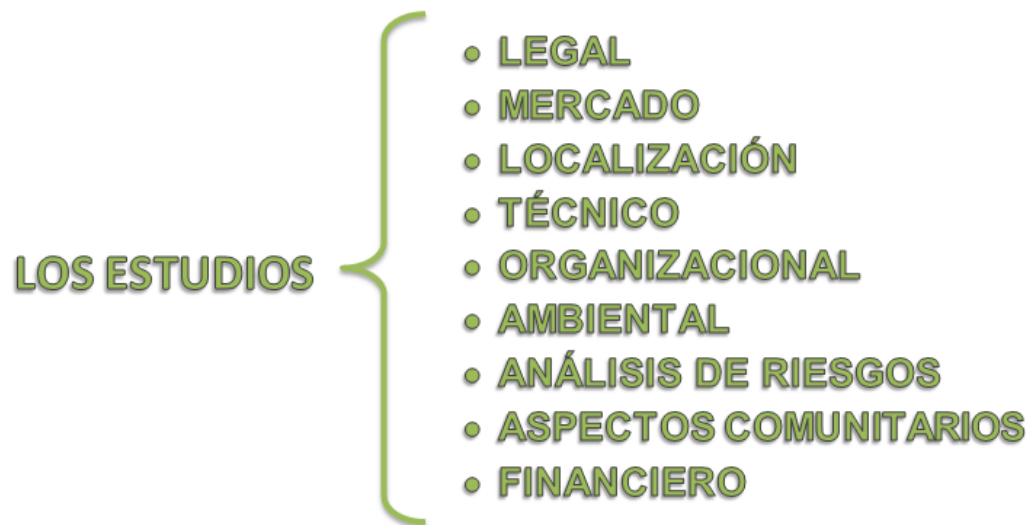 LOS ESTUDIOS
• LEGAL
• MERCADO
• LOCALIZACIÓN
• TÉCNICO
• ORGANIZACIONAL
• AMBIENTAL
• ANÁLISIS DE RIESGOS
• ASPECTOS COMUNITARIOS
• FINANCIERO